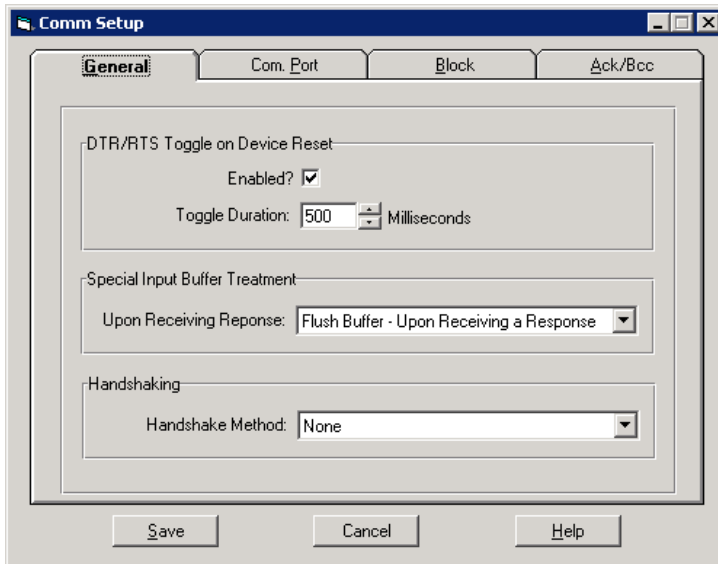 Comm Setup
General Com. Port Block Ack/Bcc
DTR/RTS Toggle on Device Reset
Enabled?
Toggle Duration: 500 Milliseconds
Special Input Buffer Treatment
Upon Receiving Reponse: Flush Buffer - Upon Receiving a Response
Handshaking
Handshake Method: None
Save Cancel Help